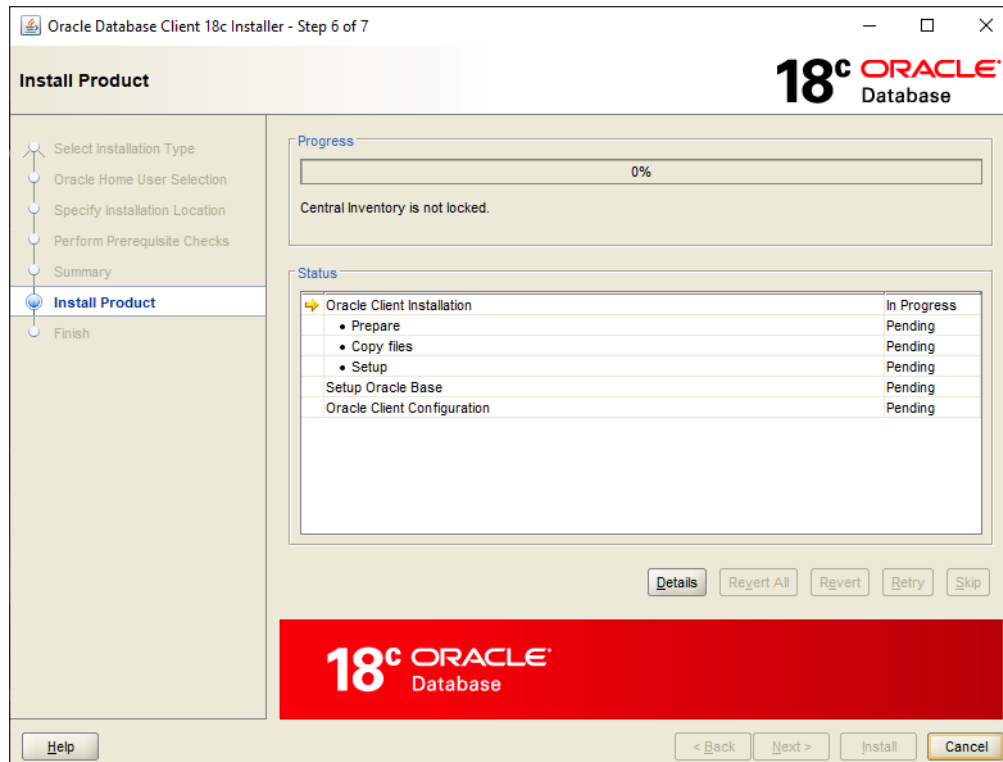 Oracle Database Client 18c Installer - Step 6 of 7
Install Product
18c ORACLE
Database
Select Installation Type
Oracle Home User Selection
Specify Installation Location
Perform Prerequisite Checks
Summary
Install Product
Finish
Progress
0%
Central Inventory is not locked.
Status
Oracle Client Installation In Progress
• Prepare Pending
• Copy files Pending
• Setup Pending
Setup Oracle Base Pending
Oracle Client Configuration Pending
Details Revert All Revert Retry Skip
18c ORACLE
Database
Help < Back Next > Install Cancel